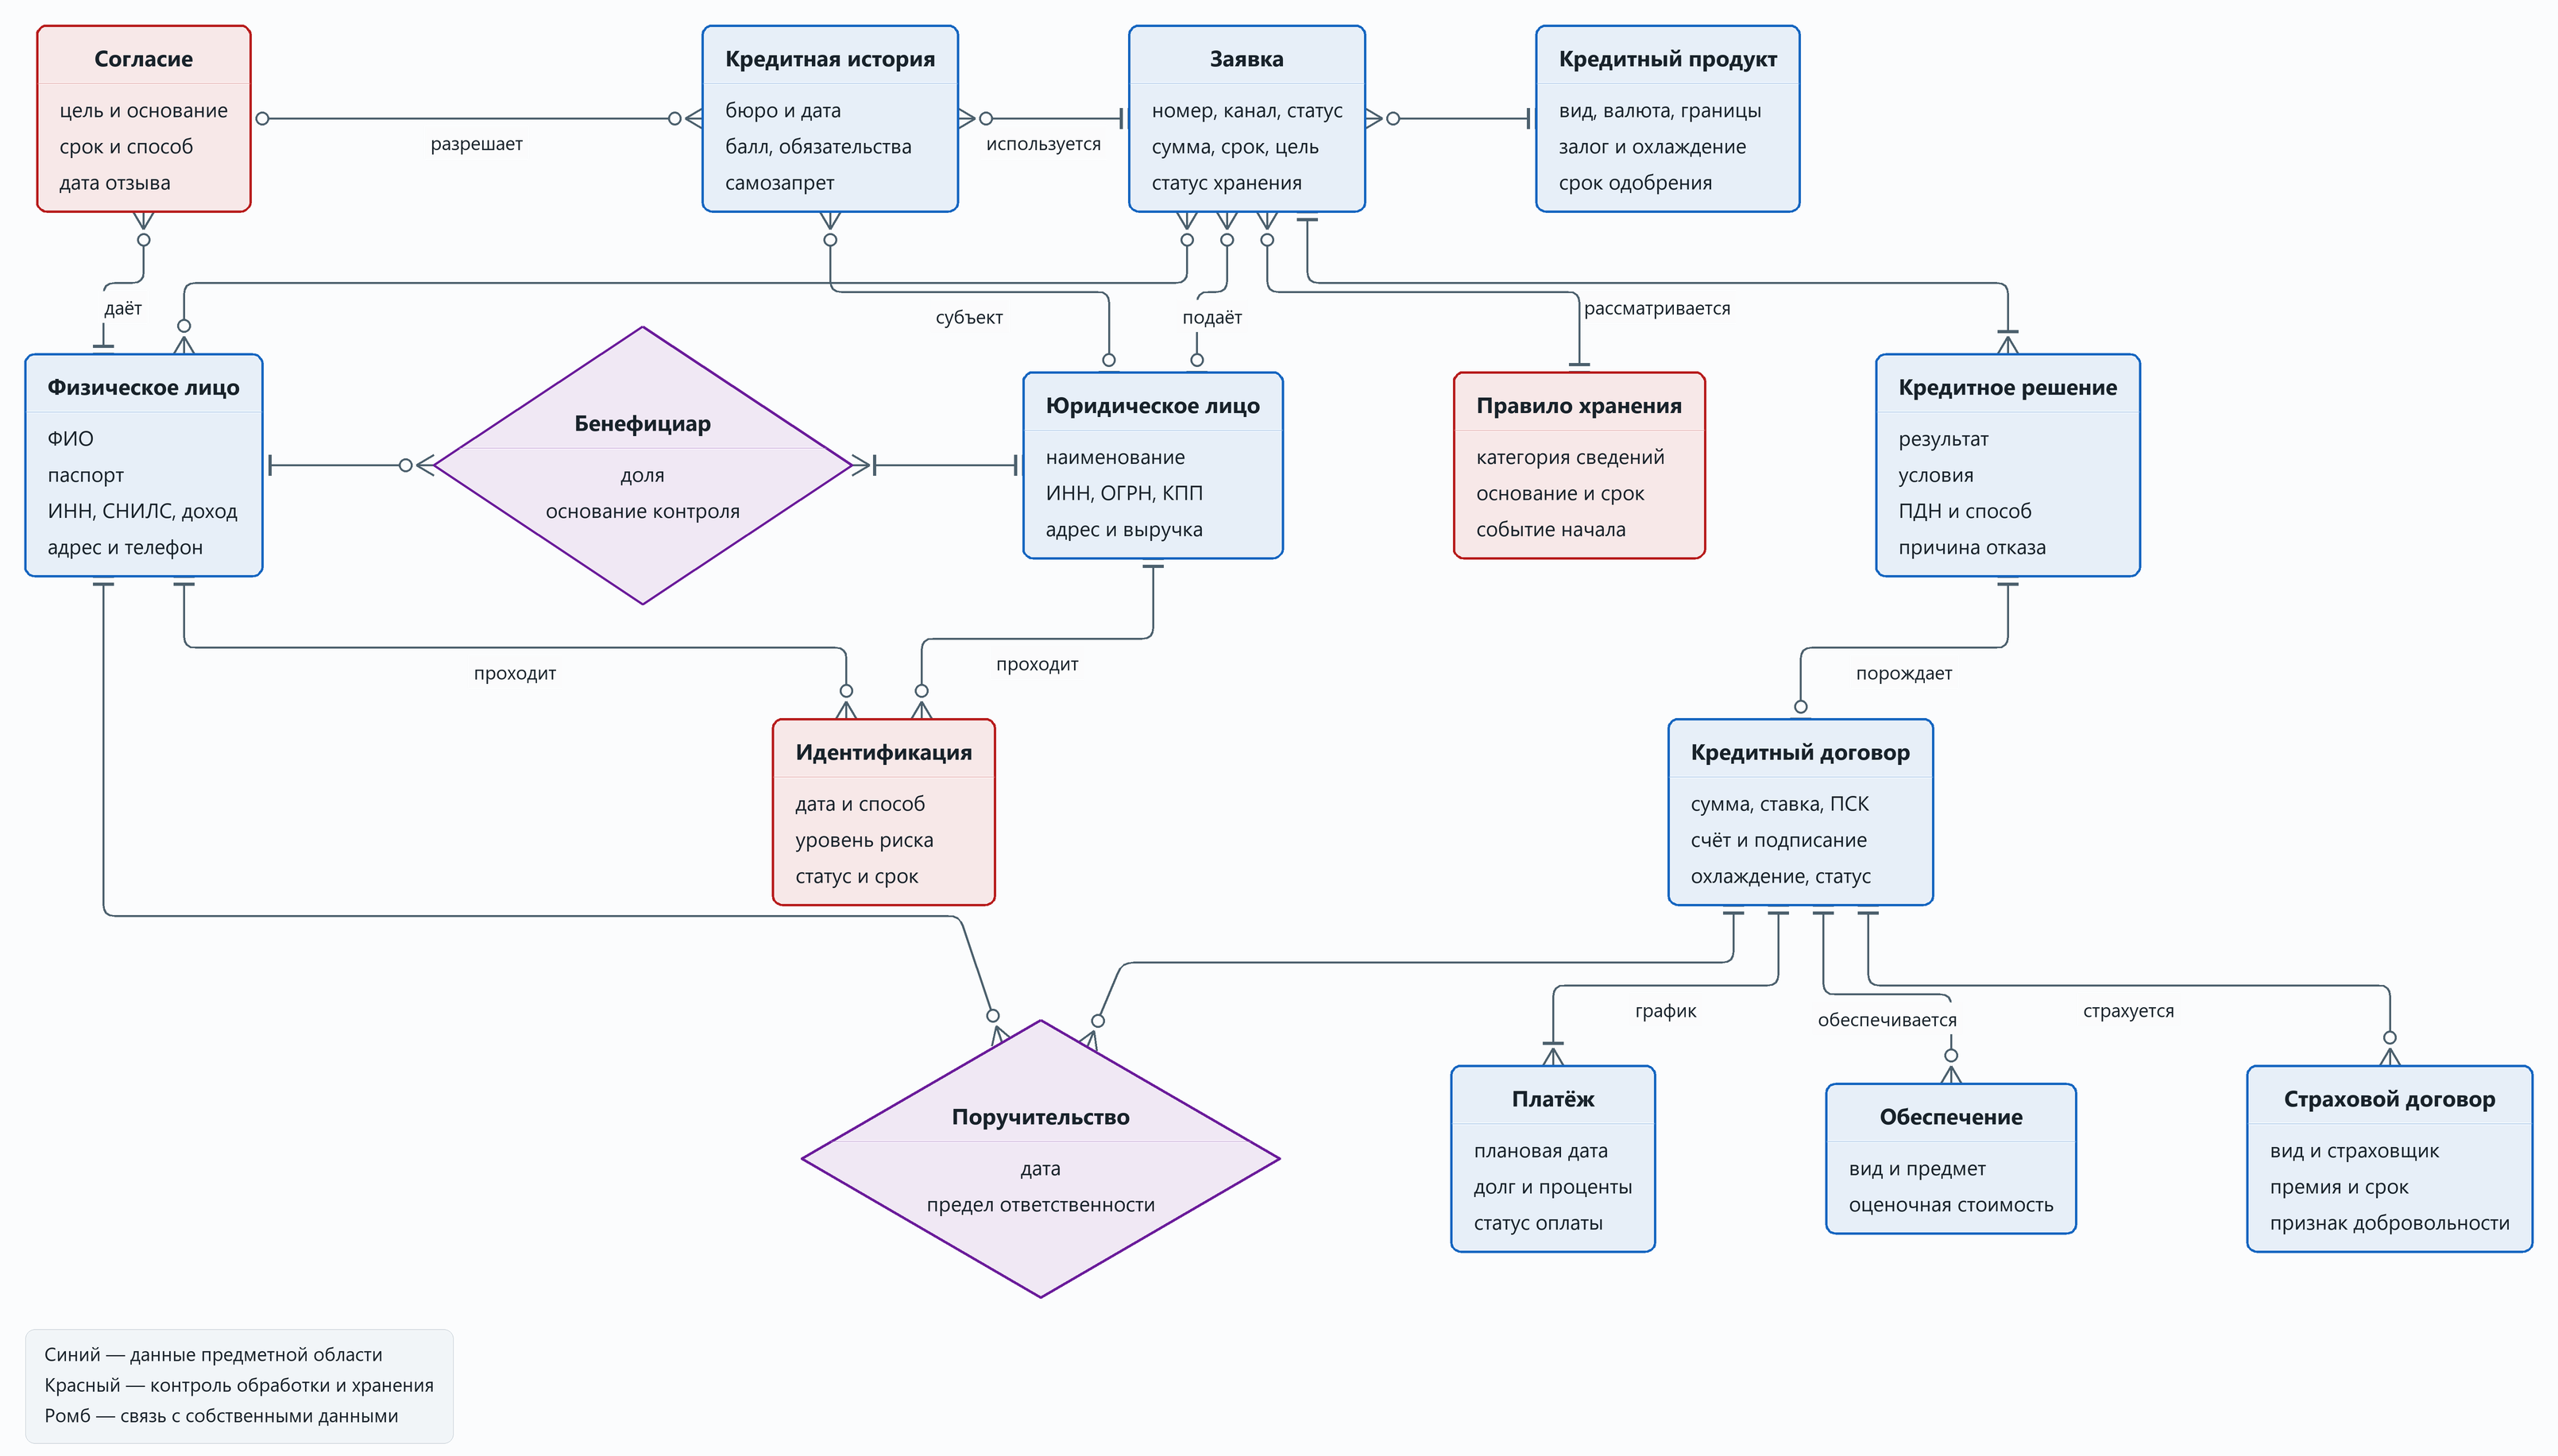 Согласие
цель и основание
срок и способ
дата отзыва
разрешает
Кредитная история
бюро и дата
балл, обязательства
самозапрет
используется
Заявка
номер, канал, статус
сумма, срок, цель
статус хранения
Кредитный продукт
вид, валюта, границы
залог и охлаждение
срок одобрения
даёт
субъект
подаёт
рассматривается
Физическое лицо
ФИО
паспорт
ИНН, СНИЛС, доход
адрес и телефон
Бенефициар
доля
основание контроля
Юридическое лицо
наименование
ИНН, ОГРН, КПП
адрес и выручка
Правило хранения
категория сведений
основание и срок
событие начала
Кредитное решение
результат
условия
ПДН и способ
причина отказа
проходит
проходит
порождает
Идентификация
дата и способ
уровень риска
статус и срок
Кредитный договор
сумма, ставка, ПСК
счёт и подписание
охлаждение, статус
график
обеспечивается
страхуется
Поручительство
дата
предел ответственности
Платёж
плановая дата
долг и проценты
статус оплаты
Обеспечение
вид и предмет
оценочная стоимость
Страховой договор
вид и страховщик
премия и срок
признак добровольности
Синий — данные предметной области
Красный — контроль обработки и хранения
Ромб — связь с собственными данными